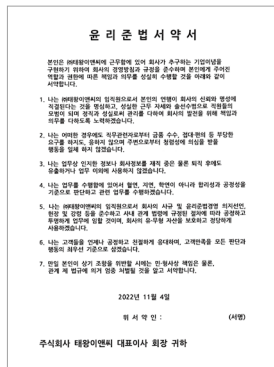 윤리준법서약서
본인은 ㈜태왕이앤씨에 근무함에 있어 회사가 추구하는 기업이념을
구현하기 위하여 회사의 경영방침과 규정을 준수하며 본인에게 주어진
역할과 권한에 따른 책임과 의무를 성실히 수행할 것을 아래와 같이
서약합니다.
1. 나는 ㈜태왕이앤씨의 임직원으로서 본인의 언행이 회사의 신뢰와 명성에
직결된다는 것을 명심하고, 성실한 근무 자세와 솔선수범으로 직원들의
모범이 되며 정직과 성실로써 관리를 다하며 회사의 발전을 위해 책임과
의무를 다하도록 노력하겠습니다.
2. 나는 어떠한 경우에도 직무관련자로부터 금품 수수, 접대·편의 등 부당한
요구를 하지도, 응하지 않으며 주변으로부터 청렴성에 의심을 받을
행동을 일체 하지 않겠습니다.
3. 나는 업무상 인지한 정보나 회사정보를 재직 중은 물론 퇴직 후에도
유출하거나 업무 이외에 사용하지 않겠습니다.
4. 나는 업무를 수행함에 있어서 혈연, 지연, 학연이 아니라 합리성과 공정성을
기준으로 판단하고 관련 업무를 수행하겠습니다.
5. 나는 ㈜태왕이앤씨의 임직원으로서 회사의 사규 및 윤리준법경영 의지선언,
헌장 및 강령 등을 준수하고 사내 관계 법령에 규정된 절차에 따라 공정하고
투명하게 업무에 임할 것이며, 회사의 유·무형 자산을 보호하고 정당하게
사용하겠습니다.
6. 나는 고객들을 언제나 공정하고 친절하게 응대하며, 고객만족을 모든 판단과
행동의 최우선 기준으로 삼겠습니다.
7. 만일 본인이 상기 조항을 위반할 시에는 민·형사상 책임은 물론,
관계 제 법규에 의거 엄중 처벌될 것을 알고 서약합니다.
2022년 11월 4일
위 서 약 인 : (서명)
주식회사 태왕이앤씨 대표이사 회장 귀하